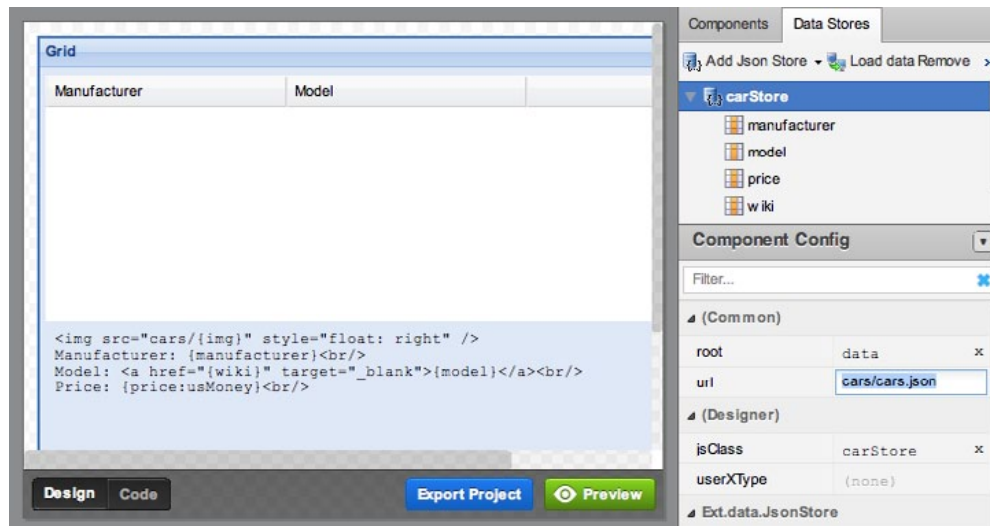 Grid
Manufacturer Model
<img src="cars/{img}" style="float: right" />
Manufacturer: {manufacturer}<br/>
Model: <a href="{wiki}" target="_blank">{model}</a><br/>
Price: {price:usMoney}<br/>
Design Code Export Project Preview
Components Data Stores
Add Json Store Load data Remove
carStore
manufacturer
model
price
wiki
Component Config
Filter...
(Common)
root data x
url cars/cars.json
(Designer)
jsClass carStore x
userXType (none)
Ext.data.JsonStore